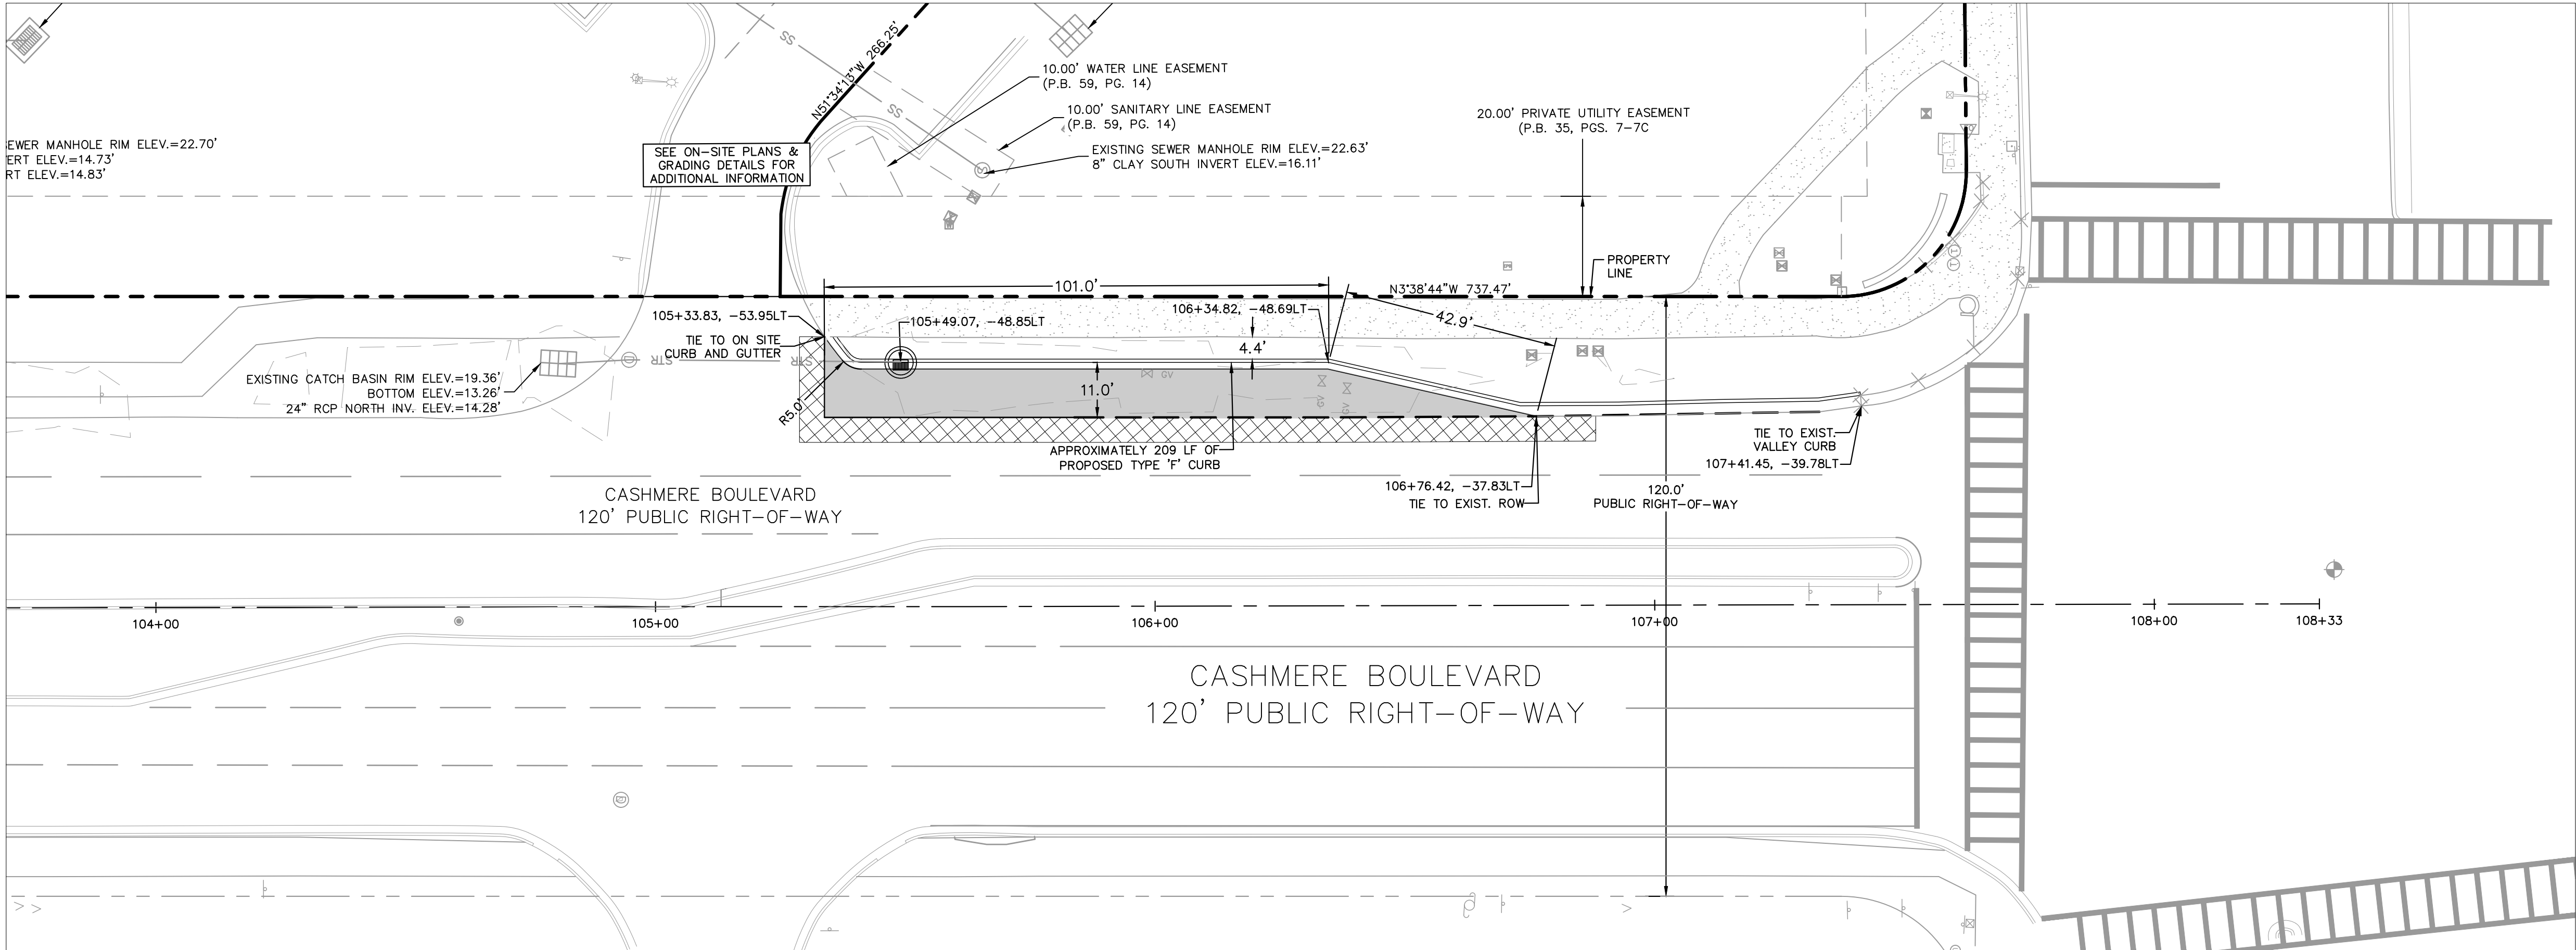 SEWER MANHOLE RIM ELEV.=22.70'
ERT ELEV.=14.73'
RT ELEV.=14.83'
SEE ON-SITE PLANS &
GRADING DETAILS FOR
ADDITIONAL INFORMATION
N51°34'13"W 266.25'
SS
SS
10.00' WATER LINE EASEMENT
(P.B. 59, PG. 14)
10.00' SANITARY LINE EASEMENT
(P.B. 59, PG. 14)
EXISTING SEWER MANHOLE RIM ELEV.=22.63'
8" CLAY SOUTH INVERT ELEV.=16.11'
S
20.00' PRIVATE UTILITY EASEMENT
(P.B. 35, PGS. 7-7C
PROPERTY
LINE
101.0'
N3°38'44"W 737.47'
105+33.83, -53.95LT
105+49.07, -48.85LT
106+34.82, -48.69LT
42.9'
TIE TO ON SITE
CURB AND GUTTER
4.4'
STR
STR
D
GV
GV
GV
EXISTING CATCH BASIN RIM ELEV.=19.36'
BOTTOM ELEV.=13.26'
24" RCP NORTH INV. ELEV.=14.28'
11.0'
R5.0'
APPROXIMATELY 209 LF OF
PROPOSED TYPE 'F' CURB
TIE TO EXIST.
VALLEY CURB
107+41.45, -39.78LT
106+76.42, -37.83LT
TIE TO EXIST. ROW
120.0'
PUBLIC RIGHT-OF-WAY
CASHMERE BOULEVARD
120' PUBLIC RIGHT-OF-WAY
104+00
105+00
106+00
107+00
108+00
108+33
CASHMERE BOULEVARD
120' PUBLIC RIGHT-OF-WAY
D